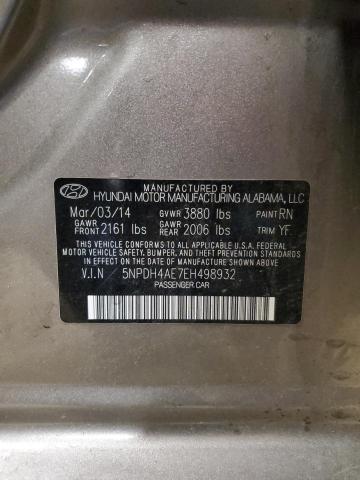 MANUFACTURED BY
HYUNDAI MOTOR MANUFACTURING ALABAMA, LLC
Mar/03/14 GVWR 3880 lbs PAINT RN
GAWR FRONT 2161 lbs GAWR REAR 2006 lbs TRIM YF
THIS VEHICLE CONFORMS TO ALL APPLICABLE U.S.A. FEDERAL
MOTOR VEHICLE SAFETY, BUMPER, AND THEFT PREVENTION
STANDARDS IN EFFECT ON THE DATE OF MANUFACTURE
SHOWN ABOVE.
V.I.N 5NPDH4AE7EH498932
PASSENGER CAR